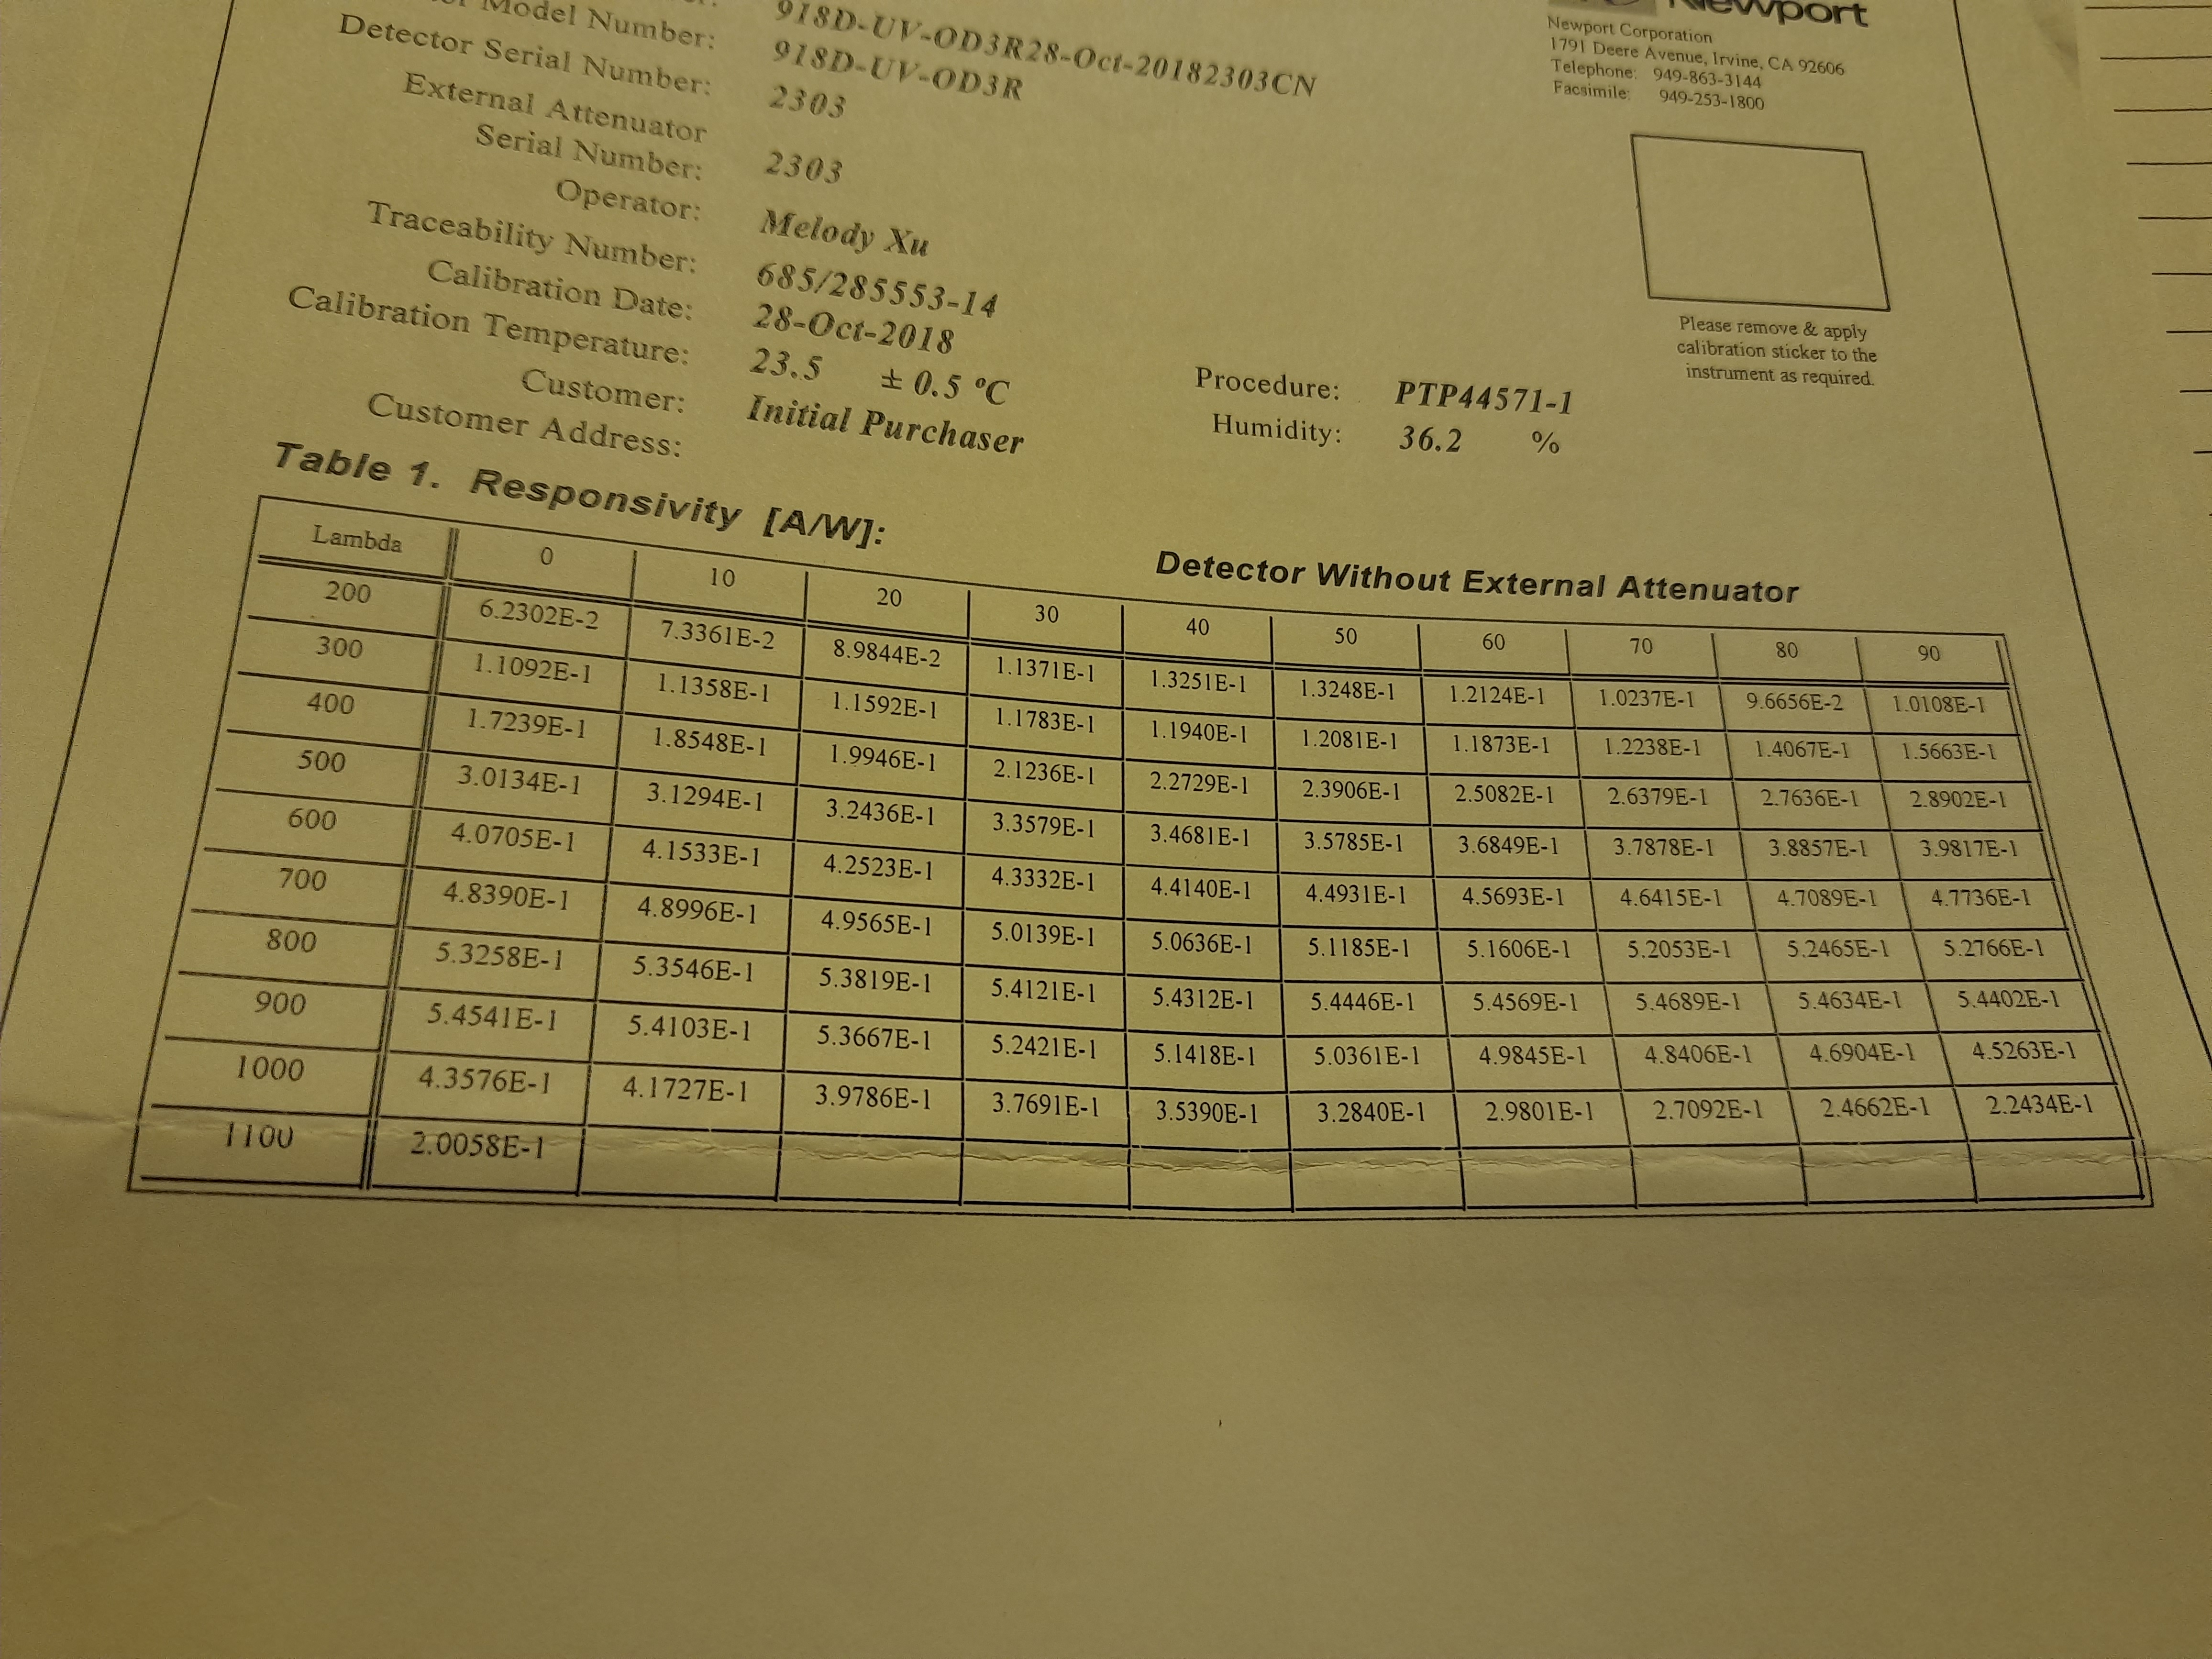 Newport
Newport Corporation
1791 Deere Avenue, Irvine, CA 92606
Telephone: 949-863-3144
Facsimile: 949-253-1800
Model Number: 918D-UV-OD3R28-Oct-20182303CN
Detector Serial Number: 918D-UV-OD3R
External Attenuator 2303
Serial Number: 2303
Operator: Melody Xu
Traceability Number: 685/285553-14
Calibration Number:
Calibration Date: 28-Oct-2018
Calibration Temperature: 23.5 ± 0.5 °C
Customer: Initial Purchaser
Customer Address:
Procedure: PTP44571-1
Humidity: 36.2 %
Please remove & apply
calibration sticker to the
instrument as required.
Table 1. Responsivity [A/W]: Detector Without External Attenuator
Lambda 0 10 20 30 40 50 60 70 80 90
200 6.2302E-2 7.3361E-2 8.9844E-2 1.1371E-1 1.3251E-1 1.3248E-1 1.2124E-1 1.0237E-1 9.6656E-2 1.0108E-1
300 1.1092E-1 1.1358E-1 1.1592E-1 1.1783E-1 1.1940E-1 1.2081E-1 1.1873E-1 1.2238E-1 1.4067E-1 1.5663E-1
400 1.7239E-1 1.8548E-1 1.9946E-1 2.1236E-1 2.2729E-1 2.3906E-1 2.5082E-1 2.6379E-1 2.7636E-1 2.8902E-1
500 3.0134E-1 3.1294E-1 3.2436E-1 3.3579E-1 3.4681E-1 3.5785E-1 3.6849E-1 3.7878E-1 3.8857E-1 3.9817E-1
600 4.0705E-1 4.1533E-1 4.2523E-1 4.3332E-1 4.4140E-1 4.4931E-1 4.5693E-1 4.6415E-1 4.7089E-1 4.7736E-1
700 4.8390E-1 4.8996E-1 4.9565E-1 5.0139E-1 5.0636E-1 5.1185E-1 5.1606E-1 5.2053E-1 5.2465E-1 5.2766E-1
800 5.3258E-1 5.3546E-1 5.3819E-1 5.4121E-1 5.4312E-1 5.4446E-1 5.4569E-1 5.4689E-1 5.4634E-1 5.4402E-1
900 5.4541E-1 5.4103E-1 5.3667E-1 5.2421E-1 5.1418E-1 5.0361E-1 4.9845E-1 4.8406E-1 4.6904E-1 4.5263E-1
1000 4.3576E-1 4.1727E-1 3.9786E-1 3.7691E-1 3.5390E-1 3.2840E-1 2.9801E-1 2.7092E-1 2.4662E-1 2.2434E-1
1100 2.0058E-1